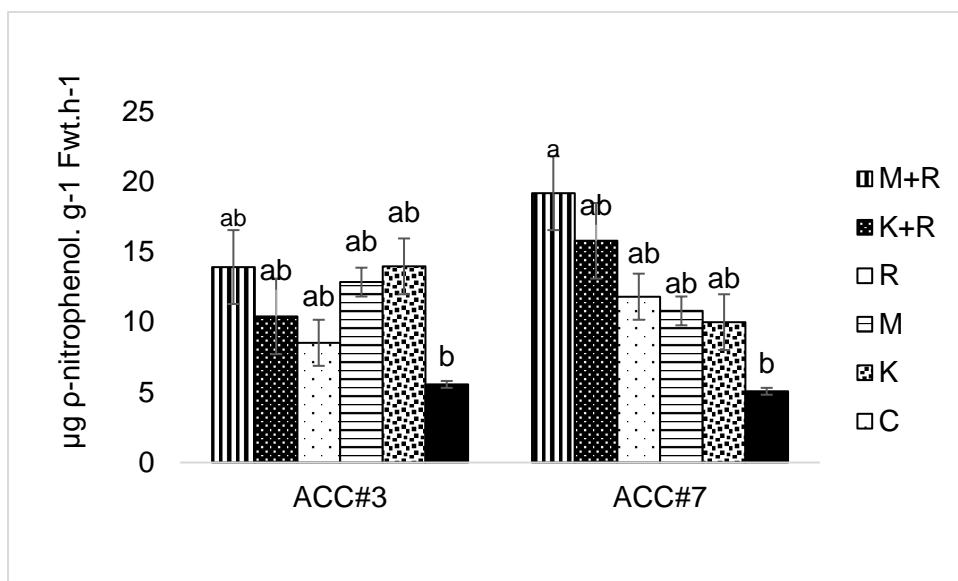 µg ρ-nitrophenol. g-1 Fwt.h-1
25
20
15
10
5
0
ab
ab
ab
ab
ab
b
a
ab
ab
ab
ab
b
ACC#3
ACC#7
M+R
K+R
R
M
K
C